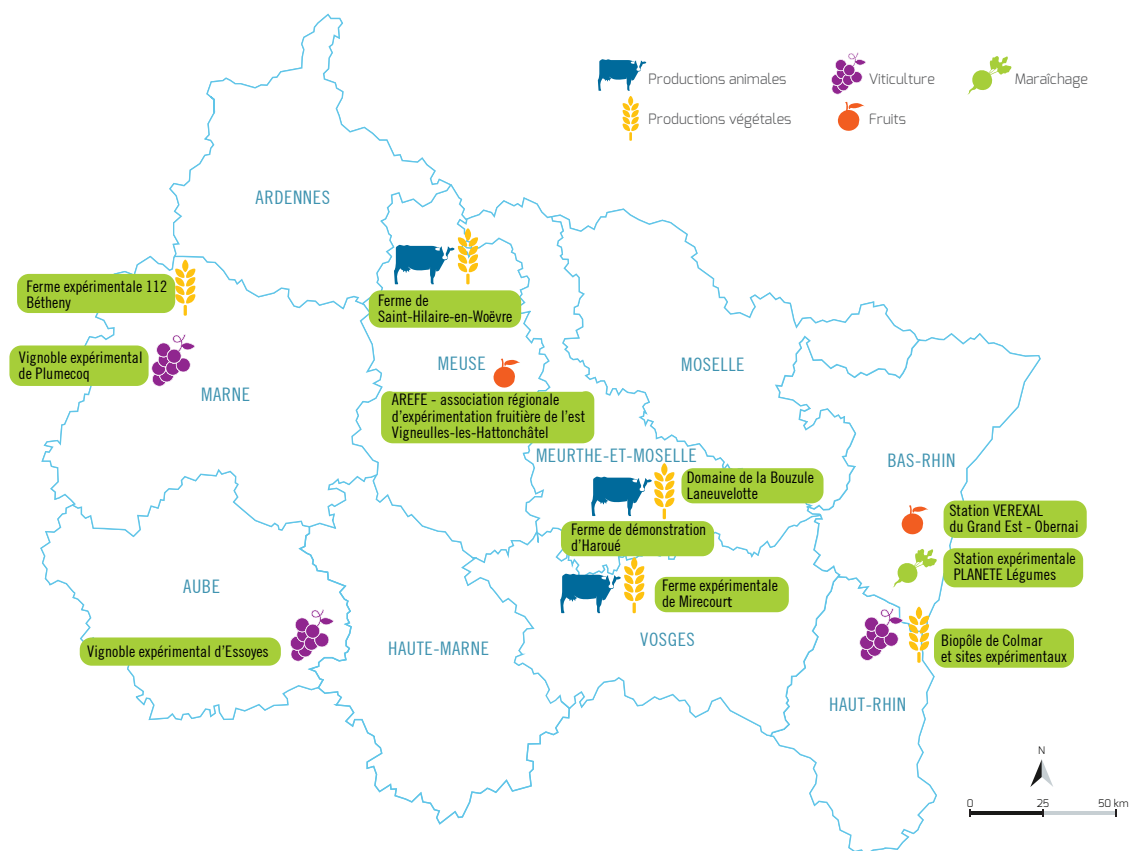 Productions animales
Viticulture
Maraîchage
Productions végétales
Fruits
ARDENNES
Ferme expérimentale 112
Bétheny
Ferme de
Saint-Hilaire-en-Woëvre
Vignoble expérimental
de Plumecoq
MEUSE
MOSELLE
MARNE
AREFE - association régionale
d'expérimentation fruitière de l'est
Vigneulles-les-Hattonchâtel
MEURTHE-ET-MOSELLE
BAS-RHIN
Domaine de la Bouzule
Laneuvelotte
Station VEREXAL
du Grand Est - Obernai
Ferme de démonstration
d'Haroué
Station expérimentale
PLANETE Légumes
AUBE
Ferme expérimentale
de Mirecourt
Vignoble expérimental d'Essoyes
HAUTE-MARNE
VOSGES
Biopôle de Colmar
et sites expérimentaux
HAUT-RHIN
N
0 25 50 km